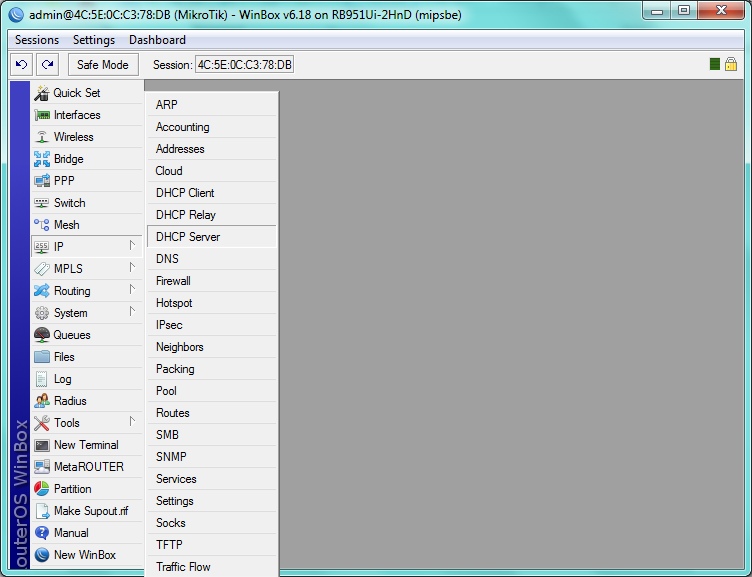 admin@4C:5E:0C:C3:78:DB (MikroTik) - WinBox v6.18 on RB951Ui-2HnD (mipsbe)
Sessions Settings Dashboard
Safe Mode Session: 4C:5E:0C:C3:78:DB
Quick Set
Interfaces
Wireless
Bridge
PPP
Switch
Mesh
IP
MPLS
Routing
System
Queues
Files
Log
Radius
Tools
New Terminal
MetaROUTER
Partition
Make Supout.rif
Manual
New WinBox
ARP
Accounting
Addresses
Cloud
DHCP Client
DHCP Relay
DHCP Server
DNS
Firewall
Hotspot
IPsec
Neighbors
Packing
Pool
Routes
SMB
SNMP
Services
Settings
Socks
TFTP
Traffic Flow
outerOS WinBox